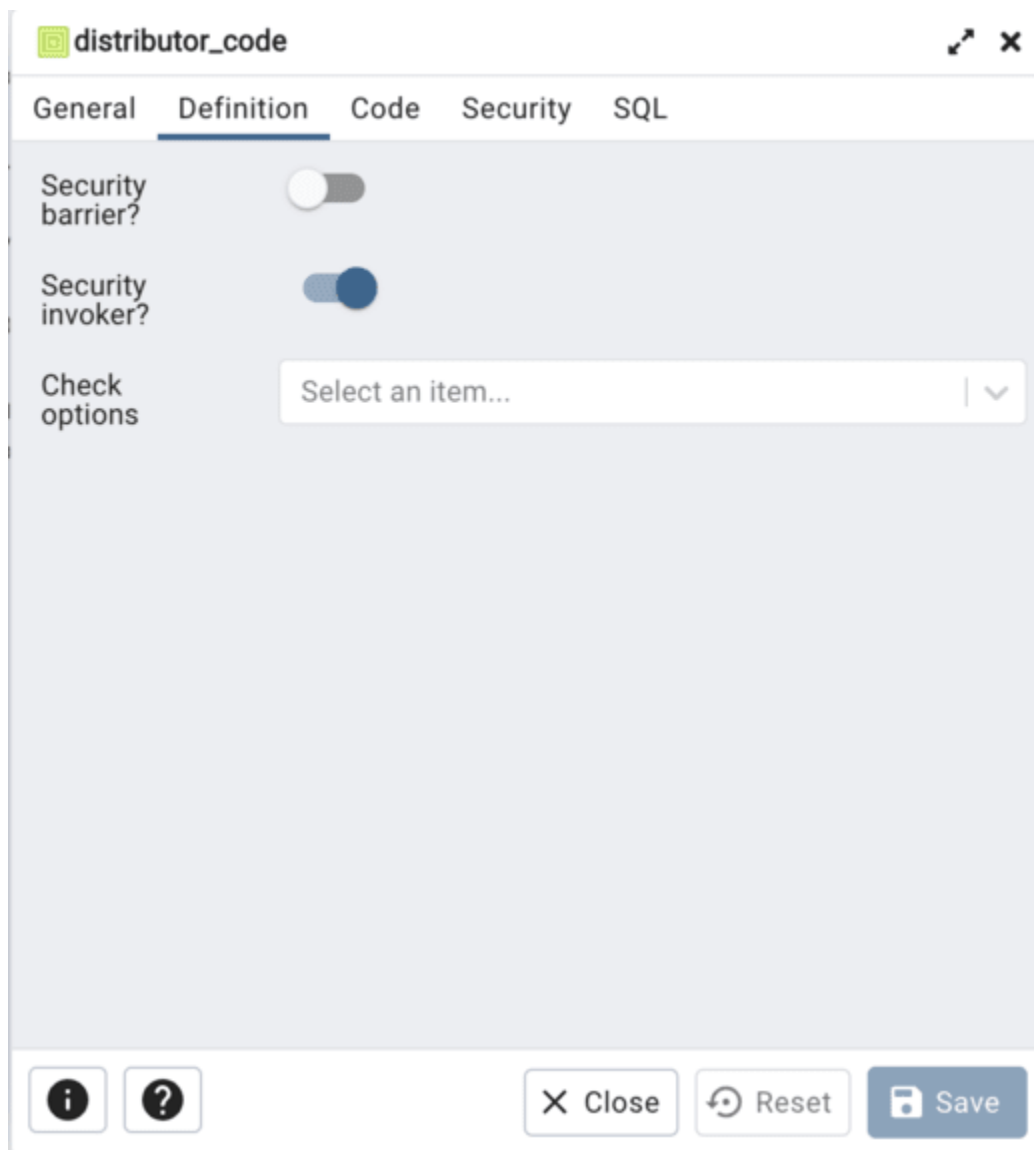 distributor_code
General Definition Code Security SQL
Security
barrier?
Security
invoker?
Check
options
Select an item...
Close Reset Save